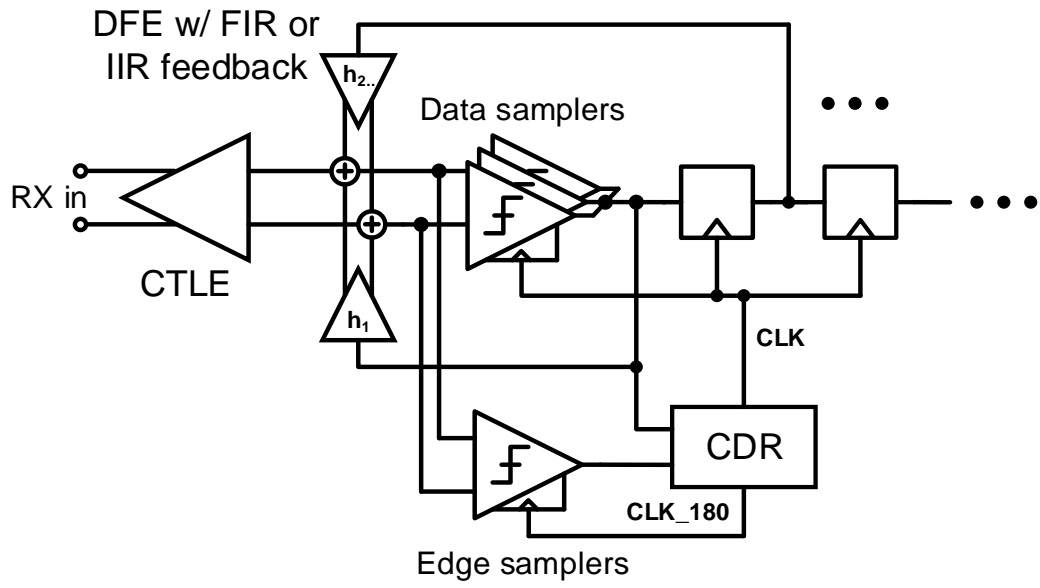 DFE w/ FIR or
IIR feedback
h2..
Data samplers
RX in
CTLE
h1
CLK
CDR
CLK_180
Edge samplers